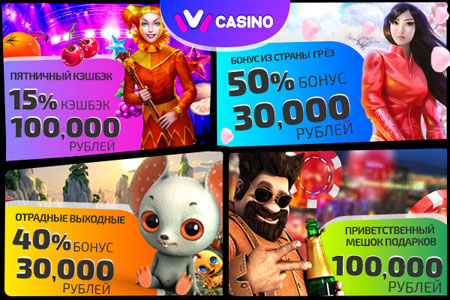 IVI CASINO
ПЯТНИЧНЫЙ КЭШБЭК
15% КЭШБЭК
100,000
РУБЛЕЙ
БОНУС ИЗ СТРАНЫ ГРЁЗ
50% БОНУС
30,000
РУБЛЕЙ
ОТРАДНЫЕ ВЫХОДНЫЕ
40% БОНУС
30,000
РУБЛЕЙ
ПРИВЕТСТВЕННЫЙ
МЕШОК ПОДАРКОВ
100,000
РУБЛЕЙ